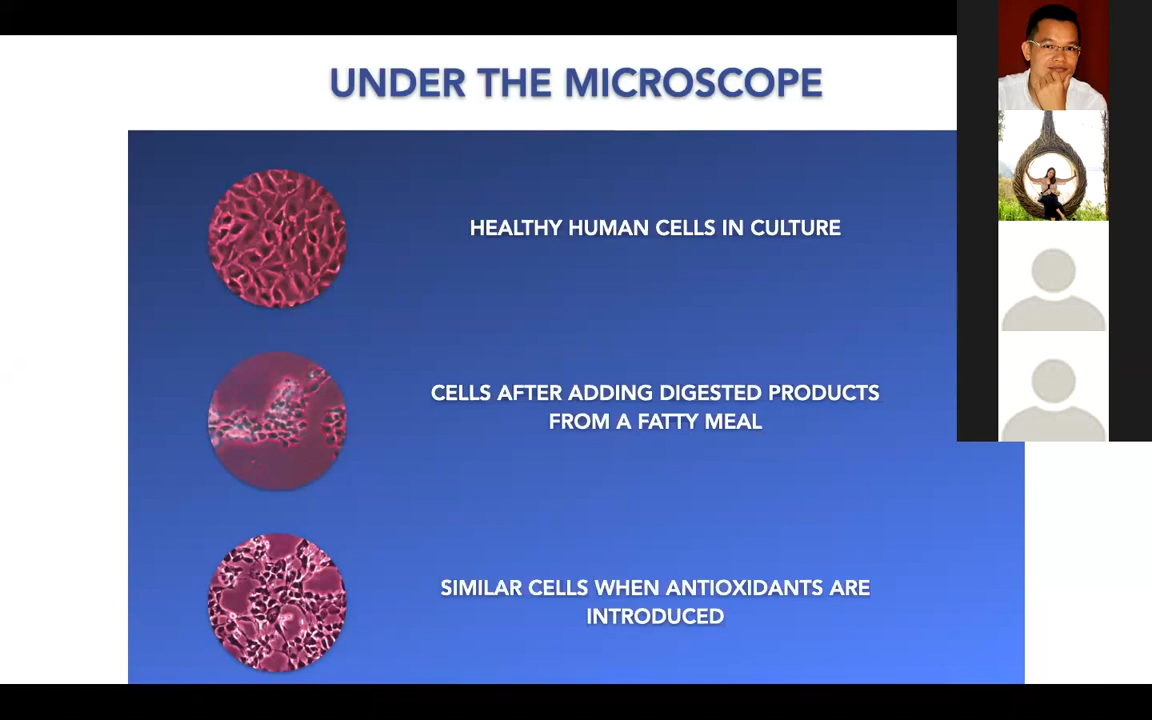 UNDER THE MICROSCOPE
HEALTHY HUMAN CELLS IN CULTURE
CELLS AFTER ADDING DIGESTED PRODUCTS
FROM A FATTY MEAL
SIMILAR CELLS WHEN ANTIOXIDANTS ARE
INTRODUCED